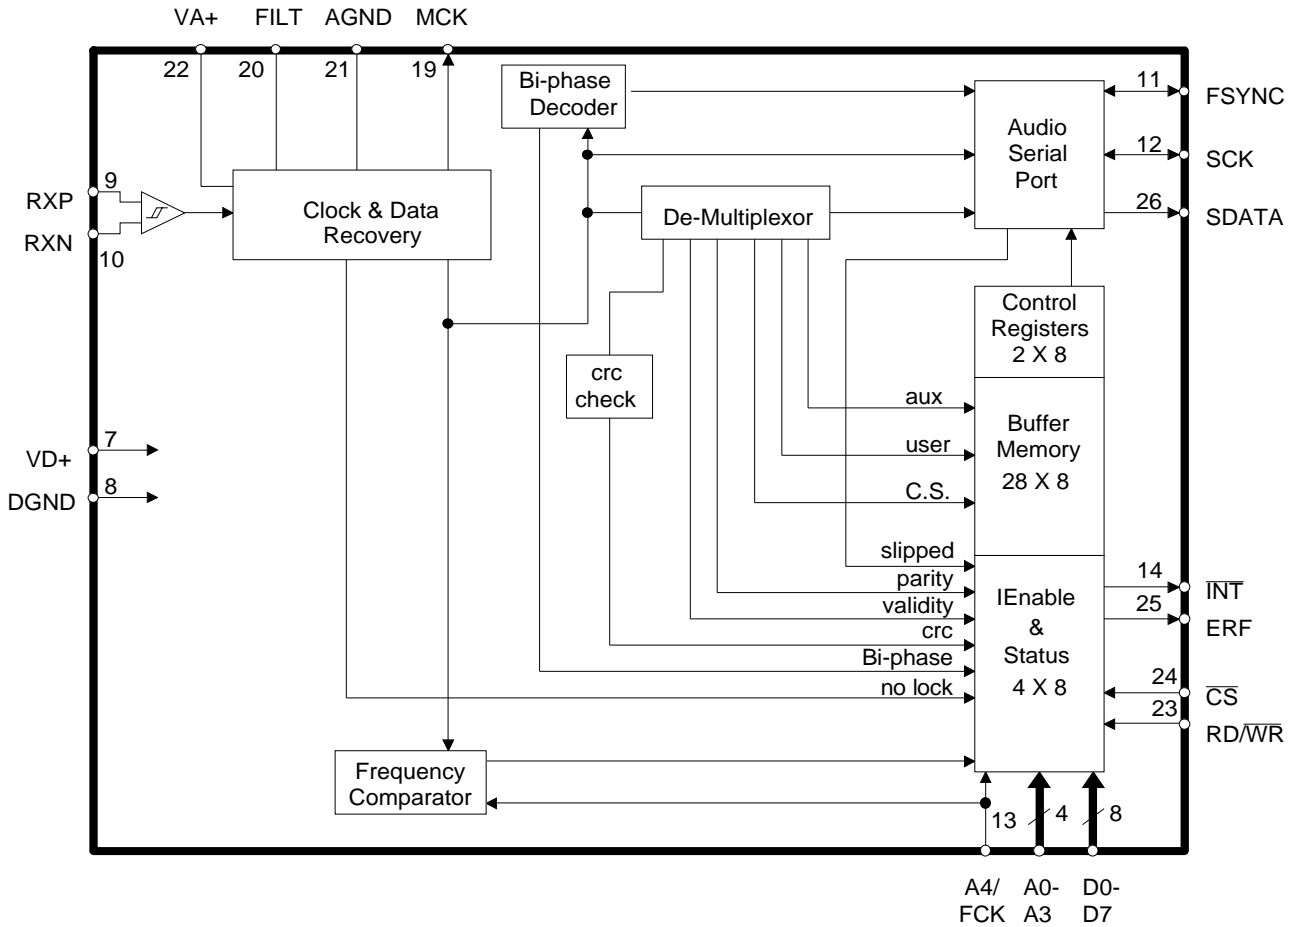 VA+ FILT AGND MCK
22 20 21 19
Bi-phase
Decoder
11
FSYNC
Audio
Serial
Port
12
SCK
9
RXP
Clock & Data
Recovery
De-Multiplexor
26
SDATA
RXN
10
Control
Registers
2 X 8
crc
check
aux
Buffer
Memory
28 X 8
user
C.S.
7
VD+
8
DGND
slipped
parity
validity
crc
Bi-phase
no lock
IEnable
&
Status
4 X 8
14
INT
25
ERF
24
CS
23
RD/WR
Frequency
Comparator
13 4 8
A4/ A0- D0-
FCK A3 D7